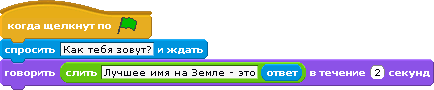 когда щелкнут по
спросить Как тебя зовут? и ждать
говорить слить Лучшее имя на Земле - это ответ в течение 2 секунд